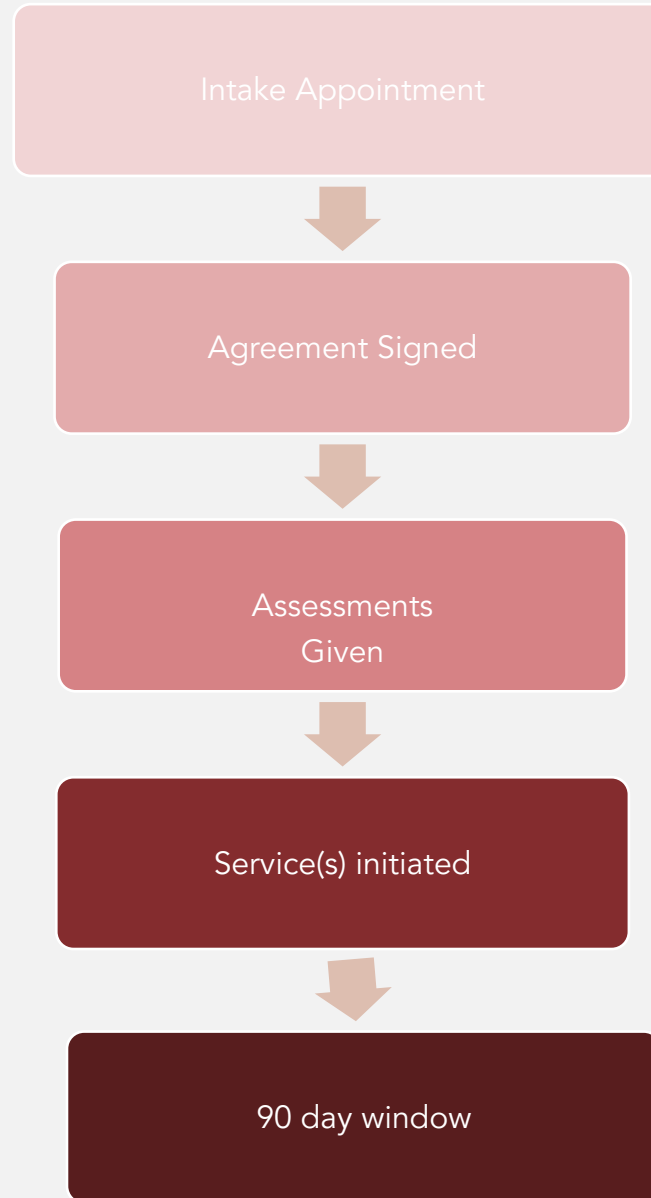 Intake Appointment
Agreement Signed
Assessments
Given
Service(s) initiated
90 day window